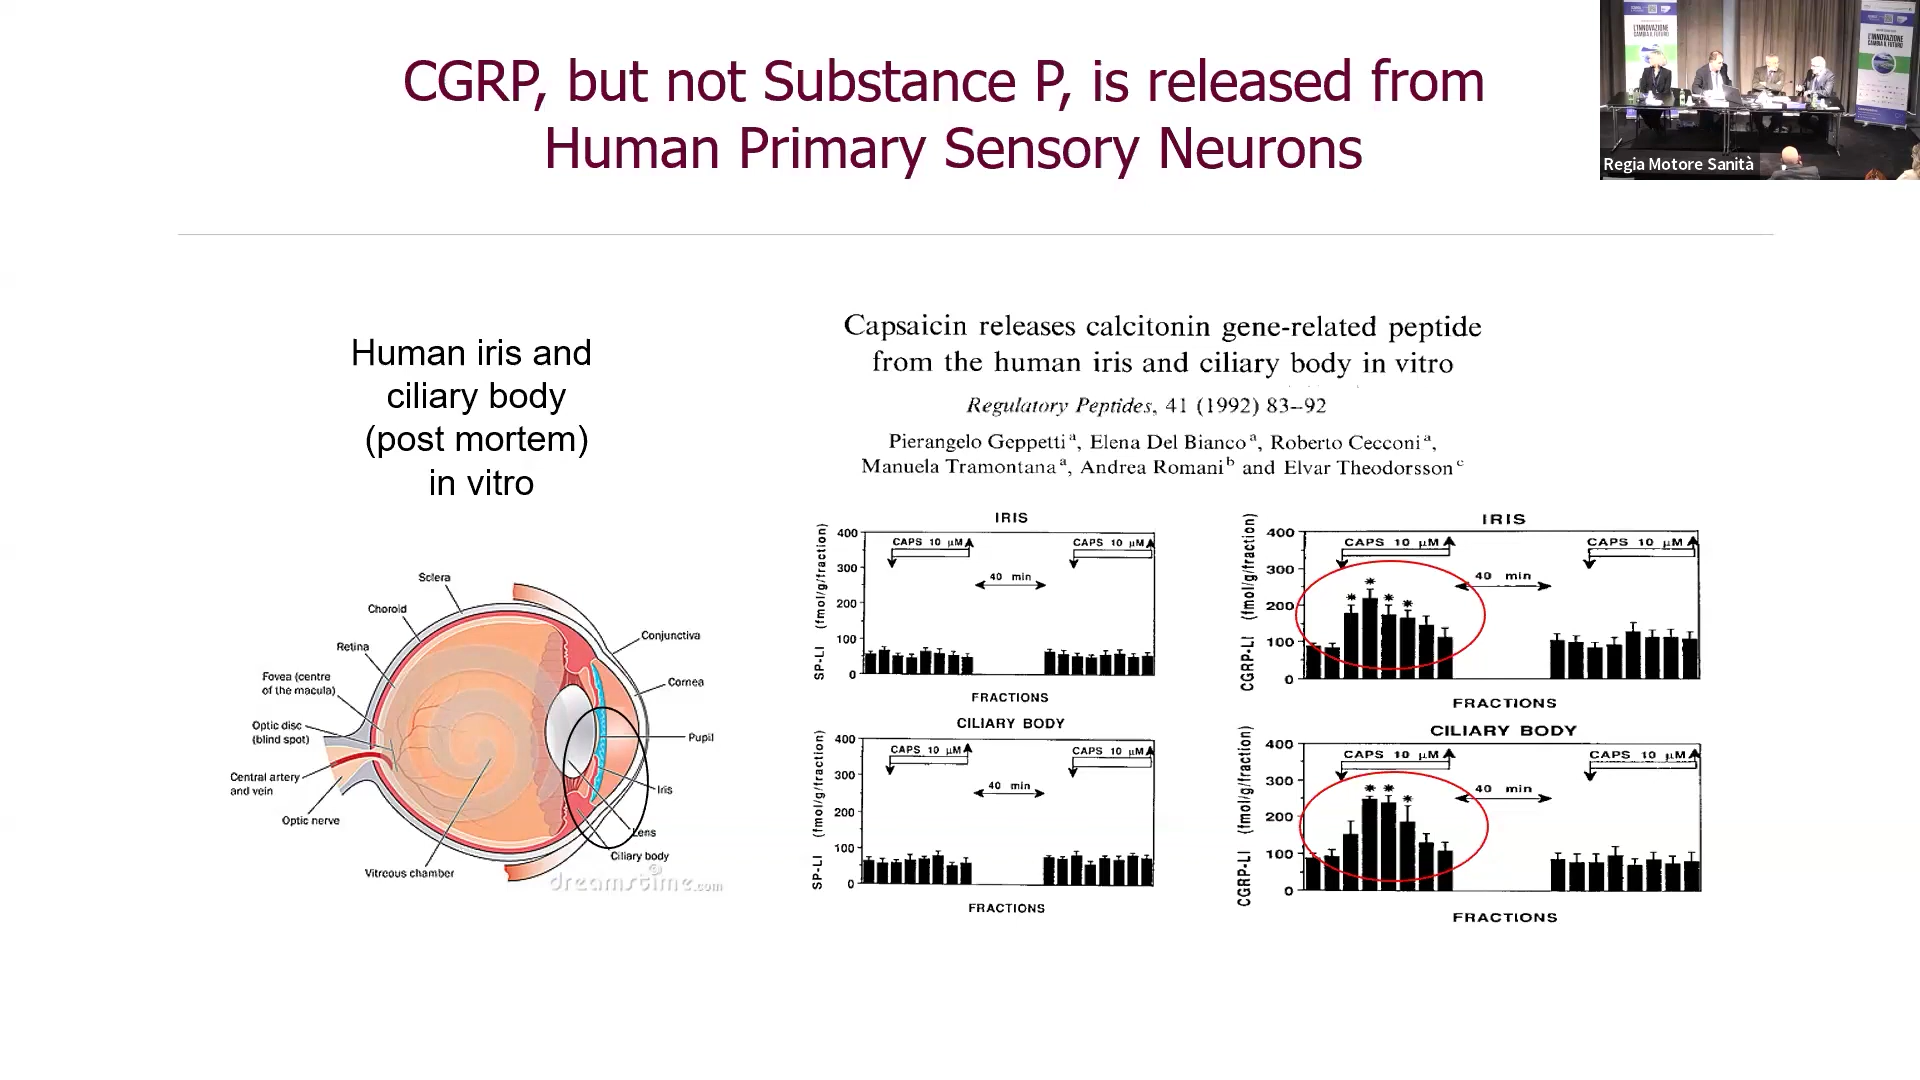 CGRP, but not Substance P, is released from
Human Primary Sensory Neurons
L'INNOVAZIONE
CAMBIA IL FUTURO
L'INNOVAZIONE
CAMBIA IL FUTURO
Regia Motore Sanità
Human iris and
ciliary body
(post mortem)
in vitro
Capsaicin releases calcitonin gene-related peptide
from the human iris and ciliary body in vitro
Regulatory Peptides, 41 (1992) 83–92
Pierangelo Geppetti a, Elena Del Bianco a, Roberto Cecconi a,
Manuela Tramontana a, Andrea Romani b and Elvar Theodorsson c
Sclera
Choroid
Retina
Fovea (centre
of the macula)
Optic disc
(blind spot)
Central artery
and vein
Optic nerve
Vitreous chamber
Conjunctiva
Cornea
Pupil
Iris
Lens
Ciliary body
dreamstime.com
IRIS
SP-LI (fmol/g/fraction)
400
300
200
100
0
CAPS 10 µM
40 min
CAPS 10 µM
FRACTIONS
CILIARY BODY
SP-LI (fmol/g/fraction)
400
300
200
100
0
CAPS 10 µM
40 min
CAPS 10 µM
FRACTIONS
IRIS
CGRP-LI (fmol/g/fraction)
400
300
200
100
0
CAPS 10 µM
40 min
CAPS 10 µM
* * * *
FRACTIONS
CILIARY BODY
CGRP-LI (fmol/g/fraction)
400
300
200
100
0
CAPS 10 µM
40 min
CAPS 10 µM
* * *
FRACTIONS